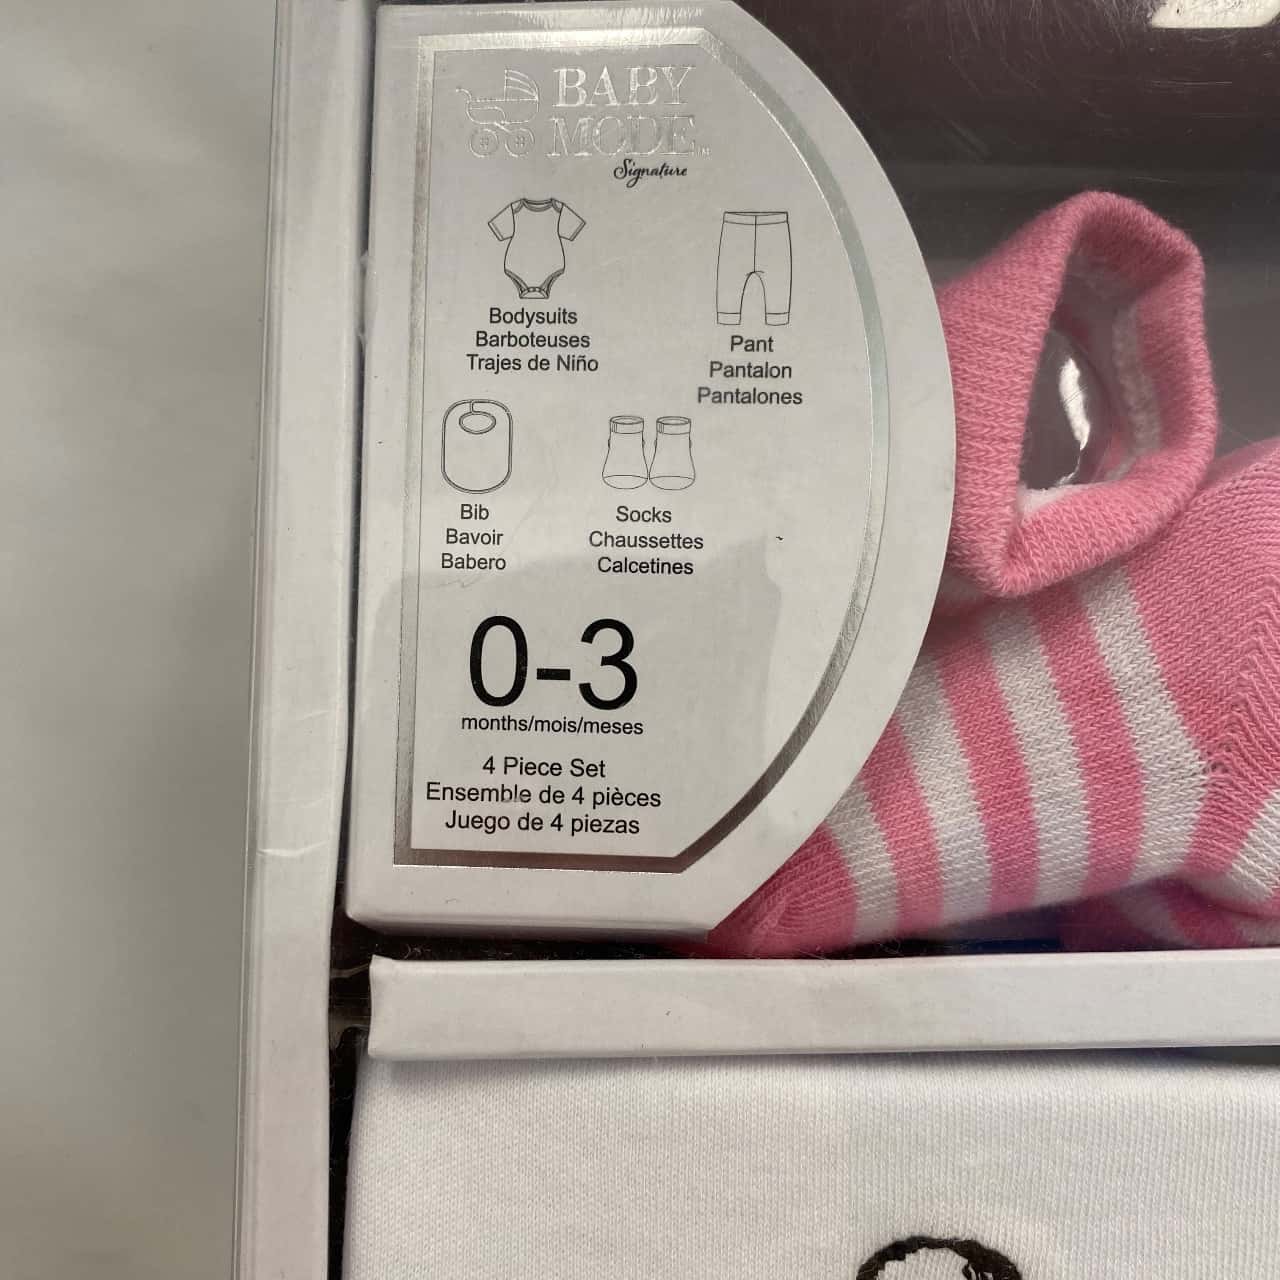 BABY
MODE™
Signature
Bodysuits
Barboteuses
Trajes de Niño
Pant
Pantalon
Pantalones
Bib
Bavoir
Babero
Socks
Chaussettes
Calcetines
0-3
months/mois/meses
4 Piece Set
Ensemble de 4 pièces
Juego de 4 piezas